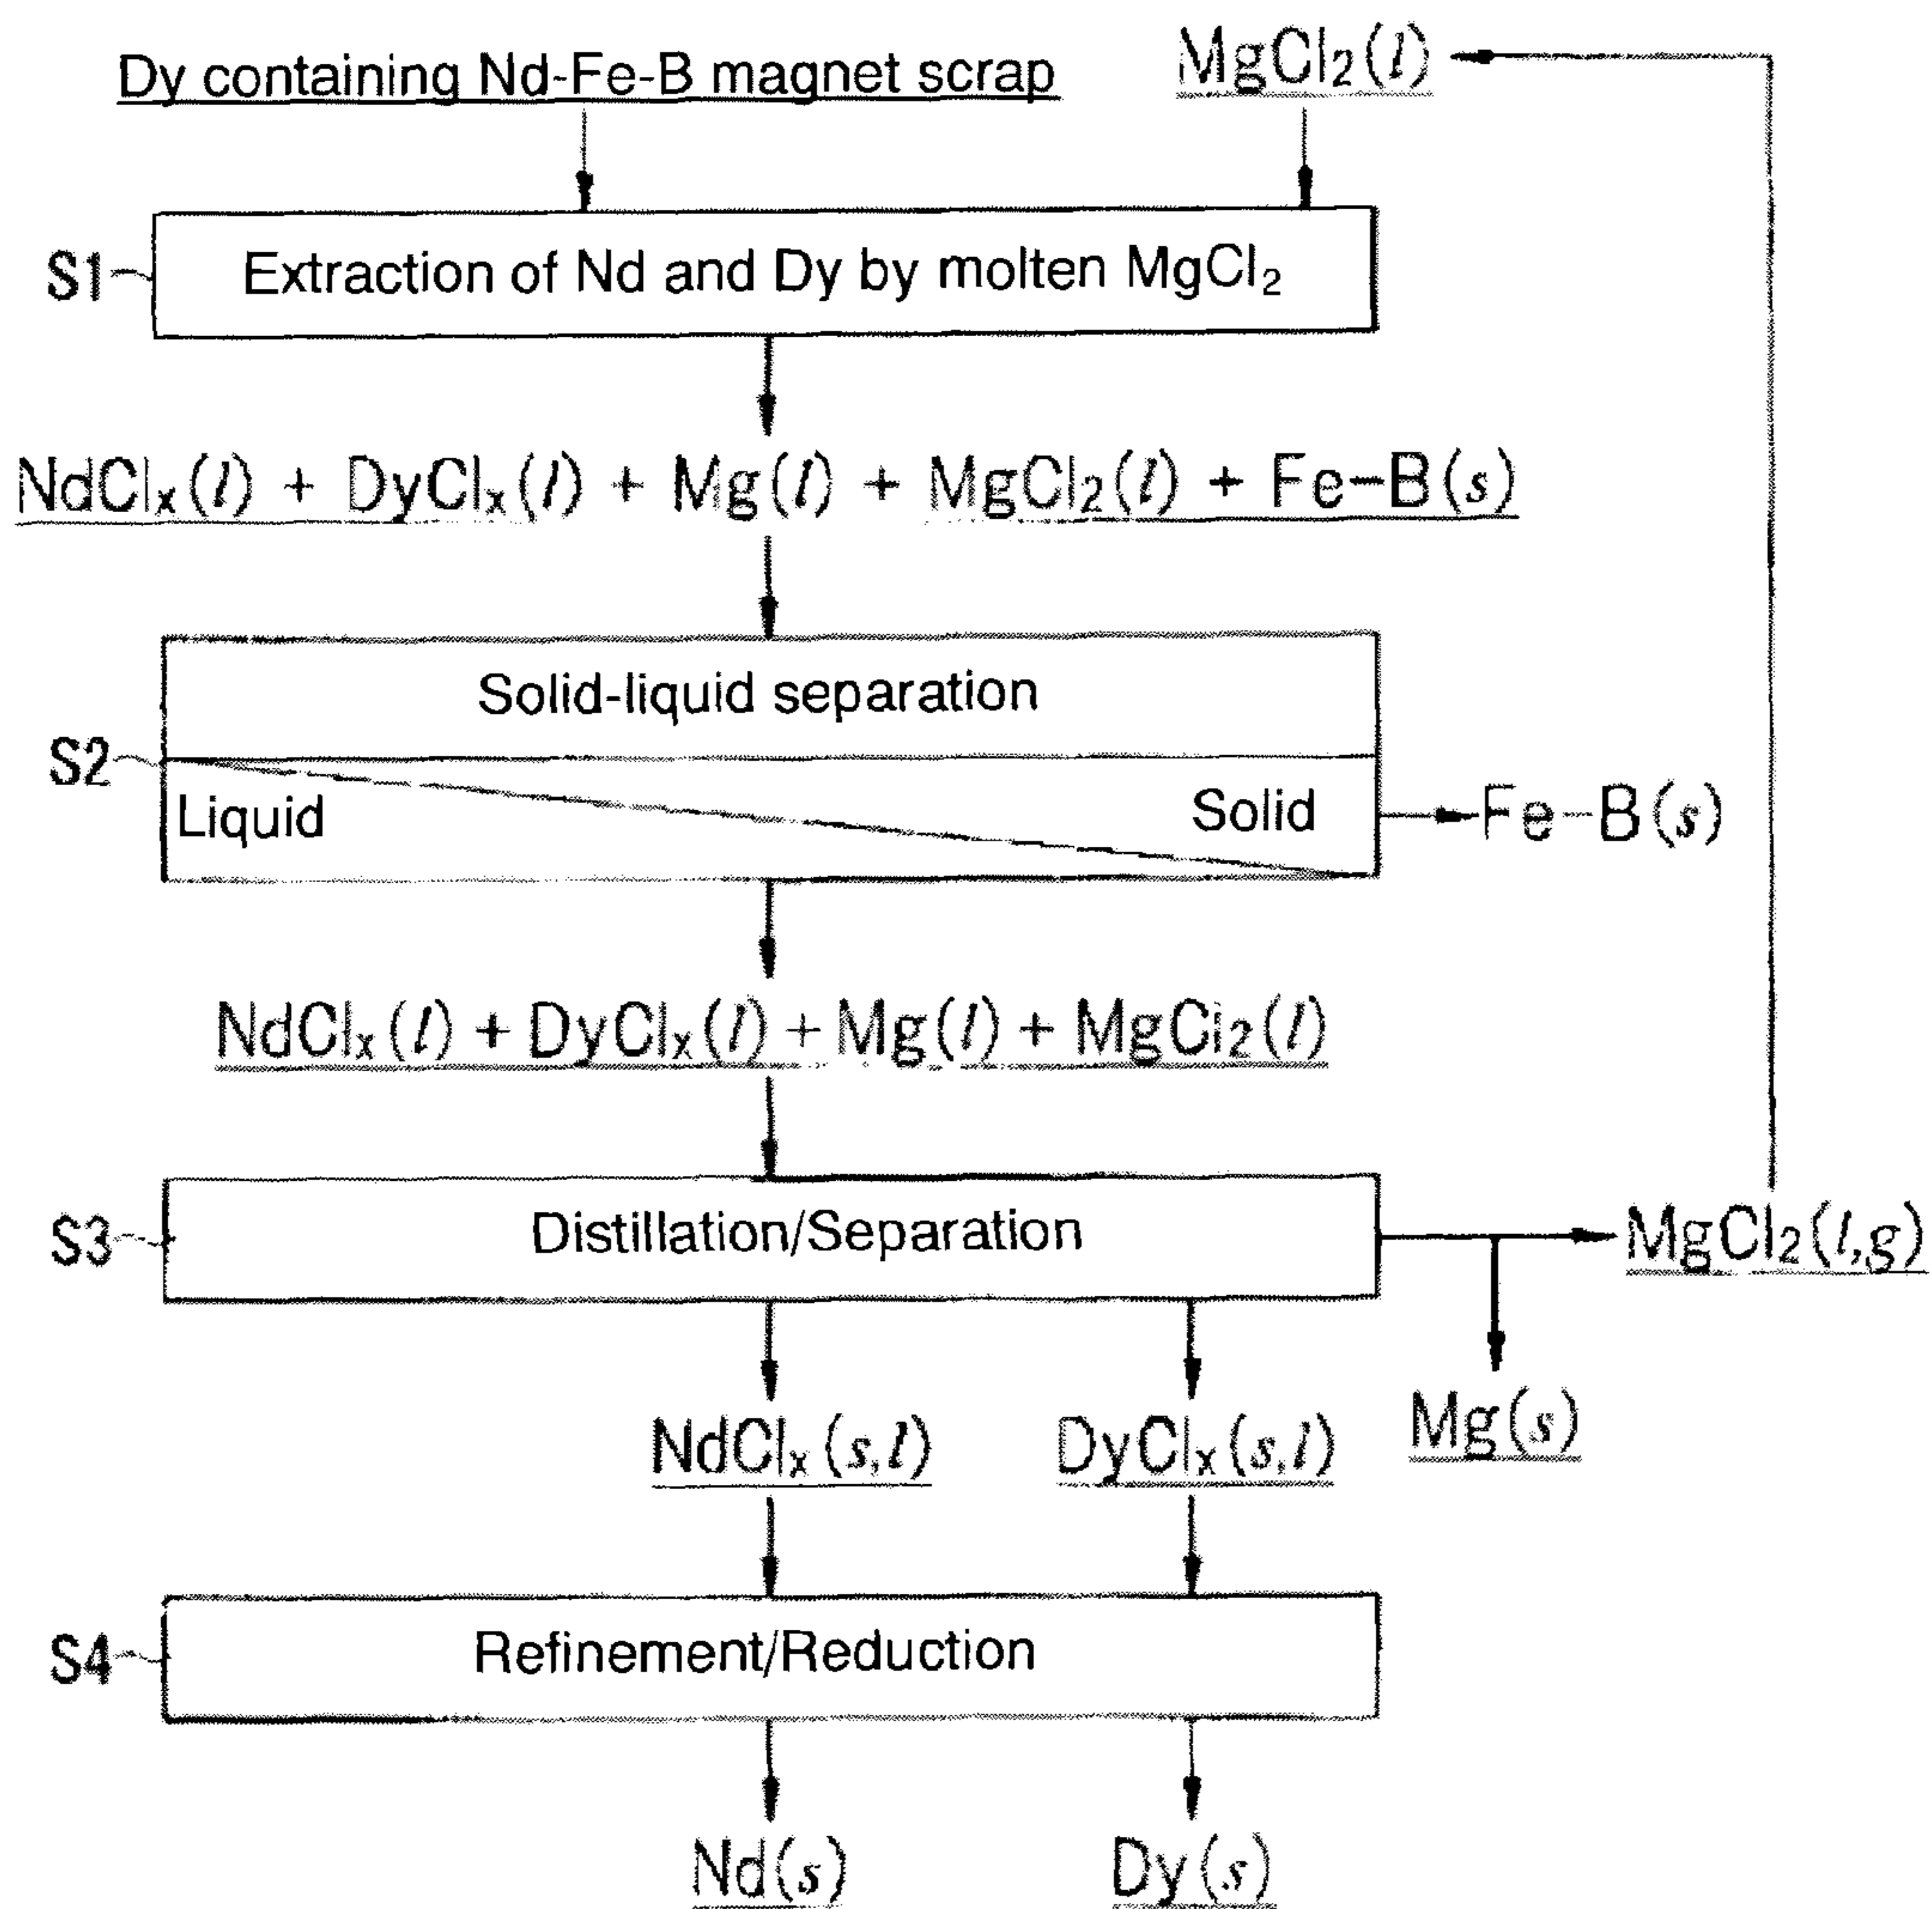 Dy containing Nd-Fe-B magnet scrap
MgCl₂(l)
S1
Extraction of Nd and Dy by molten MgCl₂
NdClₓ(l) + DyClₓ(l) + Mg(l) + MgCl₂(l) + Fe-B(s)
Solid-liquid separation
S2
Liquid
Solid
Fe-B(s)
NdClₓ(l) + DyClₓ(l) + Mg(l) + MgCl₂(l)
S3
Distillation/Separation
MgCl₂(l,g)
NdClₓ(s,l)
DyClₓ(s,l)
Mg(s)
S4
Refinement/Reduction
Nd(s)
Dy(s)